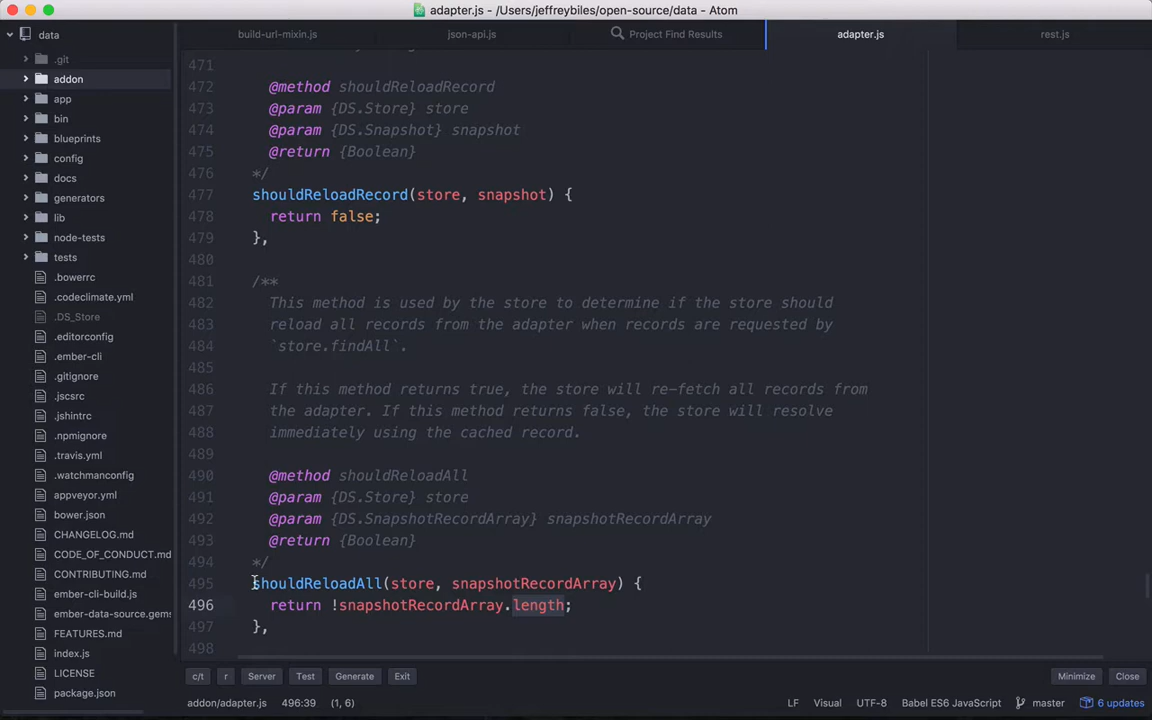 adapter.js - /Users/jeffreybiles/open-source/data - Atom
data
build-url-mixin.js
json-api.js
Project Find Results
adapter.js
rest.js
.git
addon
app
bin
blueprints
config
docs
generators
lib
node-tests
tests
.bowerrc
.codeclimate.yml
.DS_Store
.editorconfig
.ember-cli
.gitignore
.jscsrc
.jshintrc
.npmignore
.travis.yml
.watchmanconfig
appveyor.yml
bower.json
CHANGELOG.md
CODE_OF_CONDUCT.md
CONTRIBUTING.md
ember-cli-build.js
ember-data-source.gems
FEATURES.md
index.js
LICENSE
package.json
471
472 @method shouldReloadRecord
473 @param {DS.Store} store
474 @param {DS.Snapshot} snapshot
475 @return {Boolean}
476 */
477 shouldReloadRecord(store, snapshot) {
478 return false;
479 },
480
481 /**
482 This method is used by the store to determine if the store should
483 reload all records from the adapter when records are requested by
484 `store.findAll`.
485
486 If this method returns true, the store will re-fetch all records from
487 the adapter. If this method returns false, the store will resolve
488 immediately using the cached record.
489
490 @method shouldReloadAll
491 @param {DS.Store} store
492 @param {DS.SnapshotRecordArray} snapshotRecordArray
493 @return {Boolean}
494 */
495 shouldReloadAll(store, snapshotRecordArray) {
496 return !snapshotRecordArray.length;
497 },
498
c/t r Server Test Generate Exit Minimize Close
addon/adapter.js 496:39 (1, 6) LF Visual UTF-8 Babel ES6 JavaScript master 6 updates